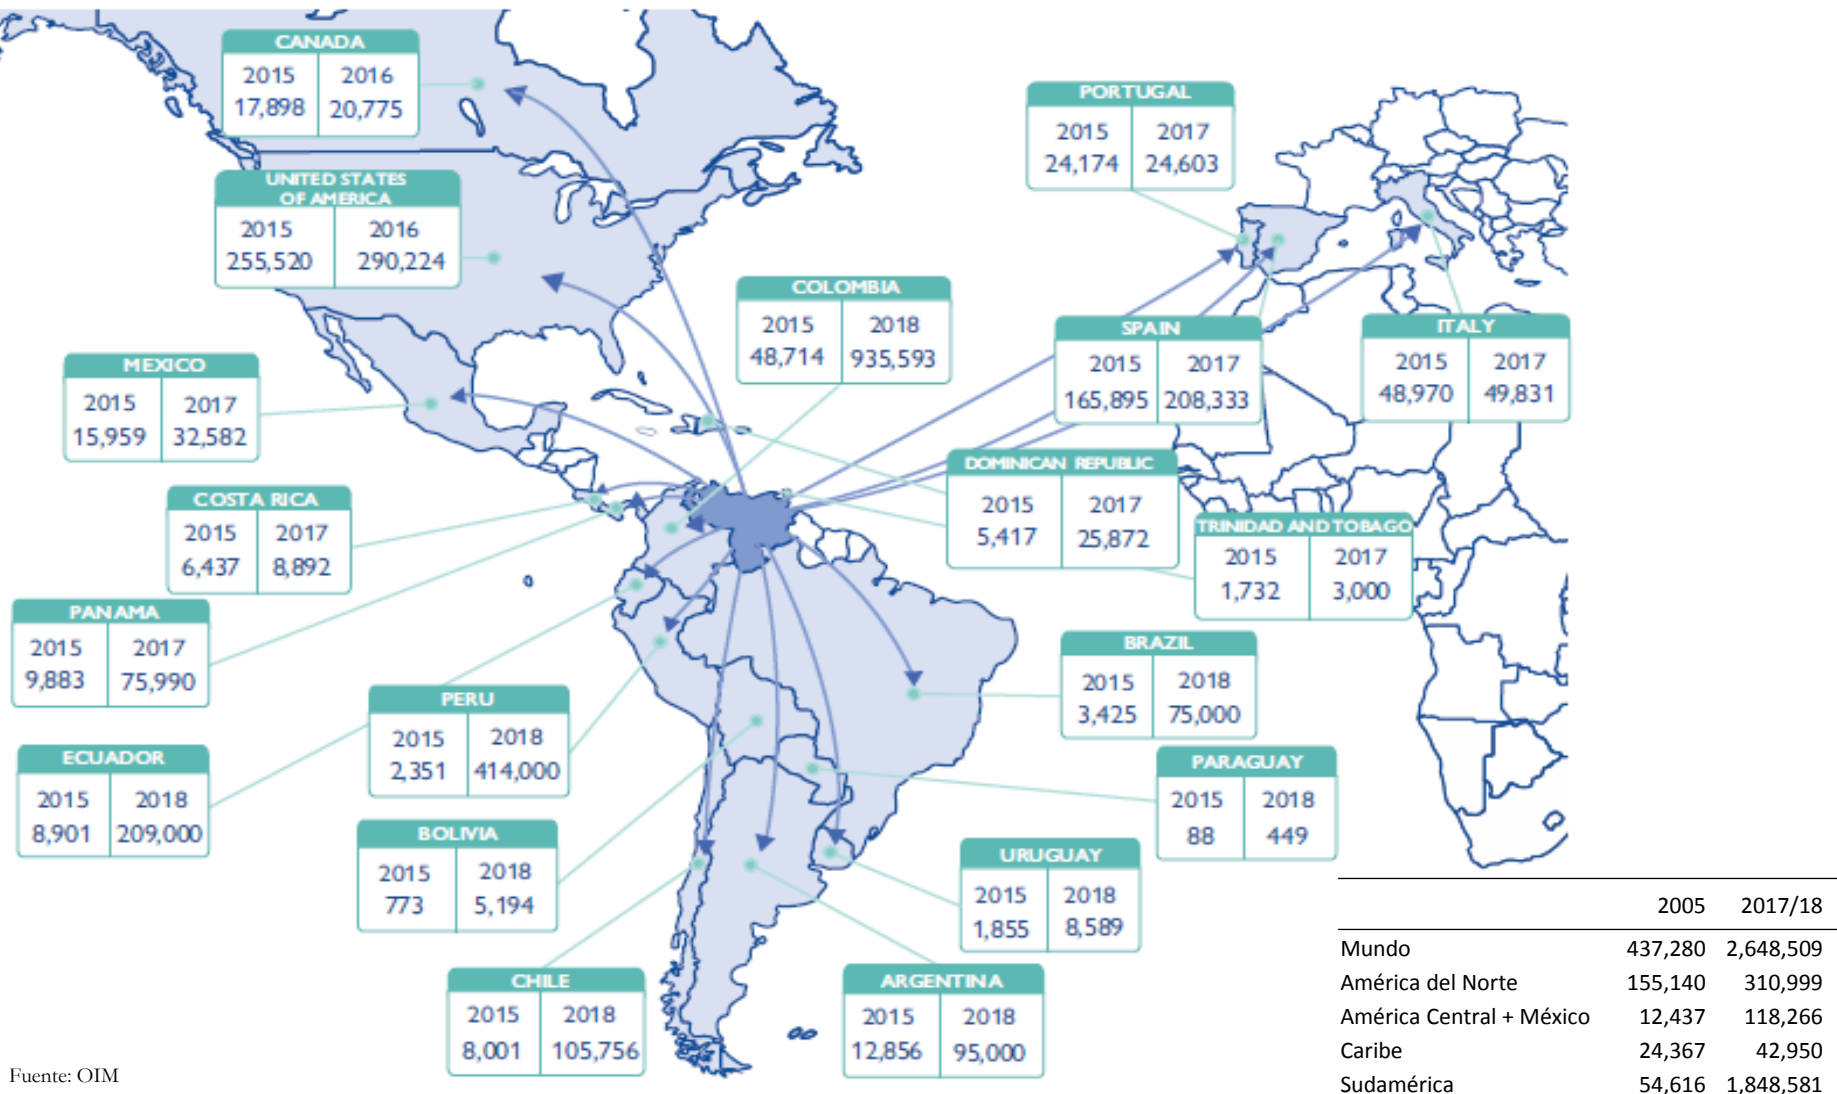 CANADA
2015 2016
17,898 20,775
UNITED STATES
OF AMERICA
2015 2016
255,520 290,224
MEXICO
2015 2017
15,959 32,582
COSTA RICA
2015 2017
6,437 8,892
PANAMA
2015 2017
9,883 75,990
ECUADOR
2015 2018
8,901 209,000
PERU
2015 2018
2,351 414,000
BOLIVIA
2015 2018
773 5,194
CHILE
2015 2018
8,001 105,756
COLOMBIA
2015 2018
48,714 935,593
PORTUGAL
2015 2017
24,174 24,603
SPAIN
2015 2017
165,895 208,333
ITALY
2015 2017
48,970 49,831
DOMINICAN REPUBLIC
2015 2017
5,417 25,872
TRINIDAD AND TOBAGO
2015 2017
1,732 3,000
BRAZIL
2015 2018
3,425 75,000
PARAGUAY
2015 2018
88 449
URUGUAY
2015 2018
1,855 8,589
ARGENTINA
2015 2018
12,856 95,000
2005 2017/18
Mundo 437,280 2,648,509
América del Norte 155,140 310,999
América Central + México 12,437 118,266
Caribe 24,367 42,950
Sudamérica 54,616 1,848,581
Fuente: OIM